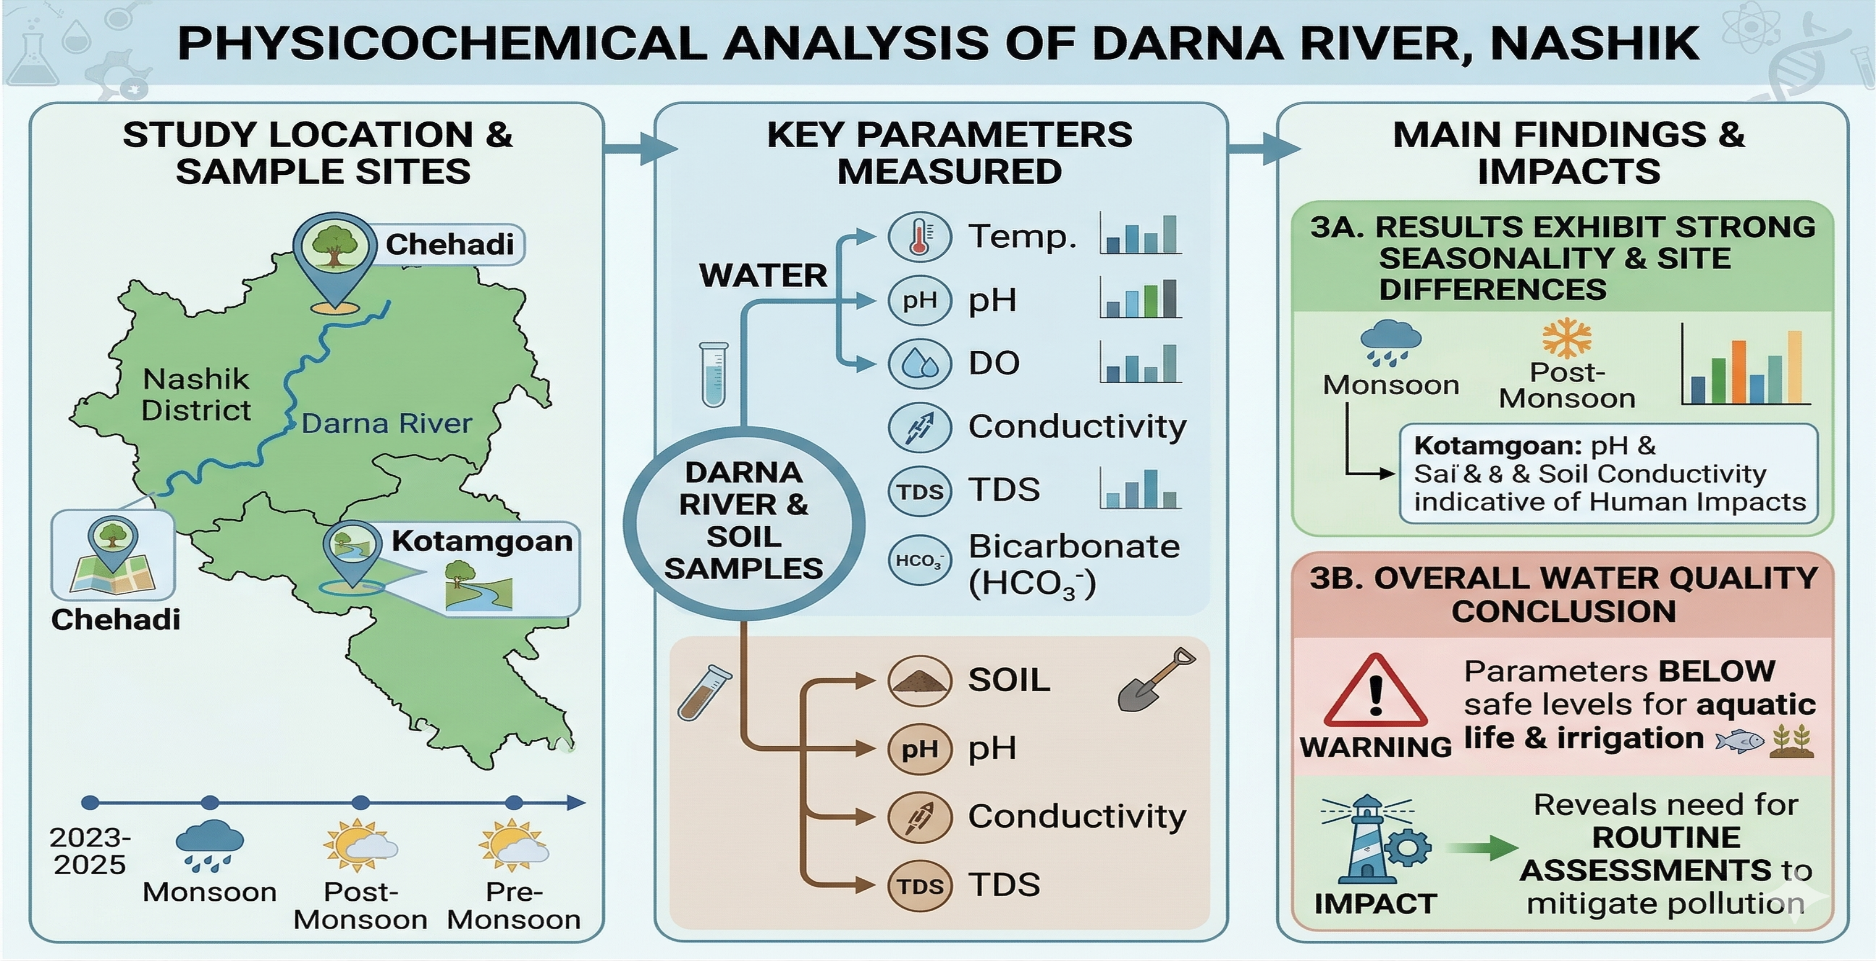 PHYSICOCHEMICAL ANALYSIS OF DARNA RIVER, NASHIK
STUDY LOCATION &
SAMPLE SITES
Chehadi
Nashik
District
Darna River
Chehadi
Kotamgoan
2023-
2025
Monsoon
Post-
Monsoon
Pre-
Monsoon
KEY PARAMETERS
MEASURED
WATER
Temp.
pH pH
DO
Conductivity
TDS TDS
HCO₃⁻ Bicarbonate
(HCO₃⁻)
DARNA
RIVER &
SOIL
SAMPLES
SOIL
pH pH
Conductivity
TDS TDS
MAIN FINDINGS &
IMPACTS
3A. RESULTS EXHIBIT STRONG
SEASONALITY & SITE
DIFFERENCES
Monsoon
Post-
Monsoon
Kotamgoan: pH &
& & & Soil Conductivity
indicative of Human Impacts
3B. OVERALL WATER QUALITY
CONCLUSION
WARNING
Parameters BELOW
safe levels for aquatic
life & irrigation
IMPACT
Reveals need for
ROUTINE
ASSESSMENTS to
mitigate pollution